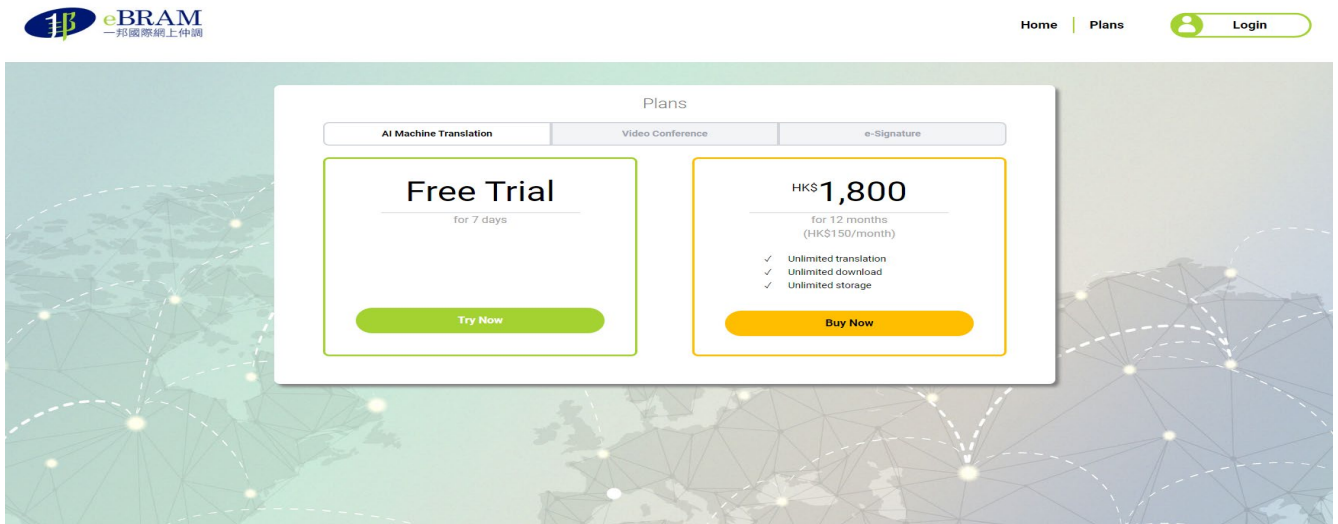 邦 eBRAM
一邦國際網上仲調
Home Plans Login
Plans
AI Machine Translation Video Conference e-Signature
Free Trial
for 7 days
Try Now
HK$1,800
for 12 months
(HK$150/month)
✓ Unlimited translation
✓ Unlimited download
✓ Unlimited storage
Buy Now